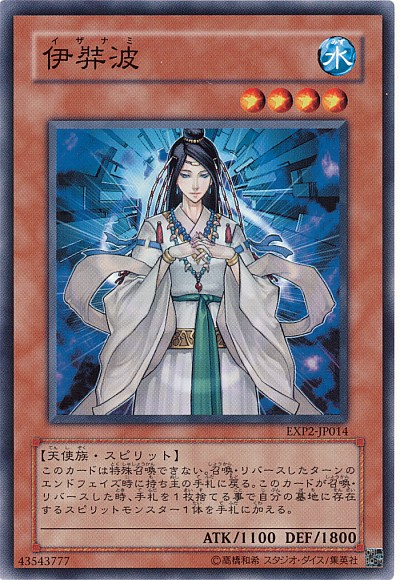 イザナミ
伊弉波
水
EXP2-JP014
【天使族・スピリット】
このカードは特殊召喚できない。召喚・リバースしたターンの
エンドフェイズ時に持ち主の手札に戻る。このカードが召喚
・リバースした時、手札を1枚捨てる事で自分の墓地に存在
するスピリットモンスター1体を手札に加える。
ATK/1100 DEF/1800
43543777 ©高橋和希 スタジオ・ダイス/集英社